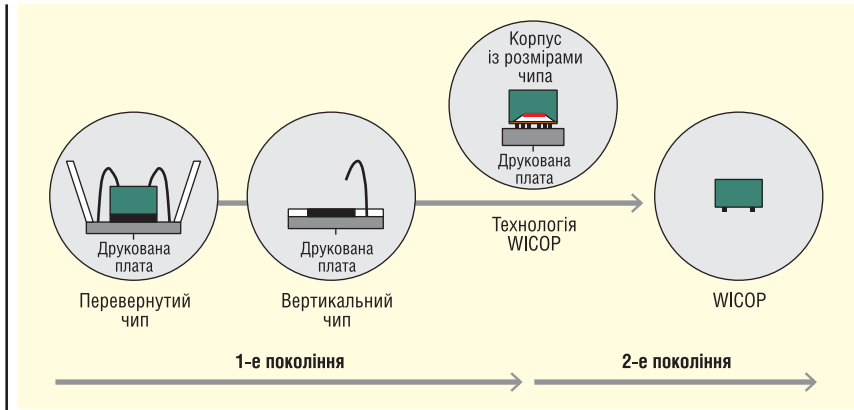 Корпус
із розмірами
чипа
Друкована
плата
Друкована
плата
Друкована
плата
Технологія
WICOP
Перевернутий
чип
Вертикальний
чип
WICOP
1-е покоління
2-е покоління